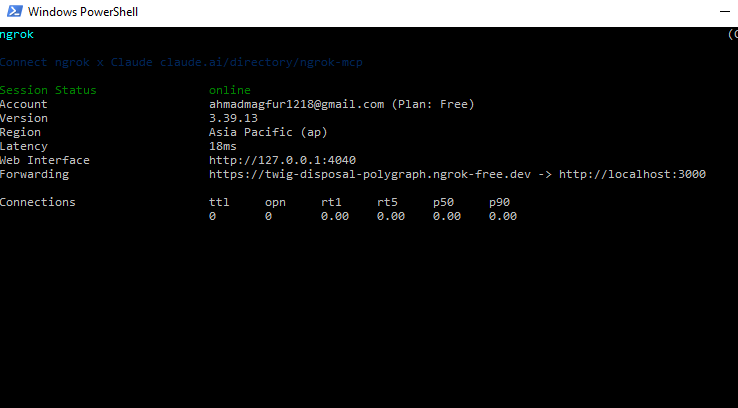 Windows PowerShell
ngrok (C
Connect ngrok x Claude claude.ai/directory/ngrok-mcp
Session Status online
Account ahmadmagfur1218@gmail.com (Plan: Free)
Version 3.39.13
Region Asia Pacific (ap)
Latency 18ms
Web Interface http://127.0.0.1:4040
Forwarding https://twig-disposal-polygraph.ngrok-free.dev -> http://localhost:3000
Connections ttl opn rt1 rt5 p50 p90
0 0 0.00 0.00 0.00 0.00